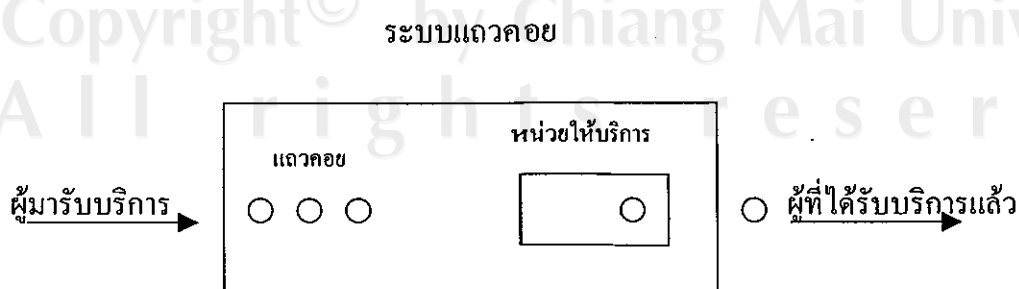 Copyright© by Chiang Mai Univ
ระบบแถวคอย
All rights reser
หน่วยให้บริการ
แถวคอย
ผู้มารับบริการ
ผู้ที่ได้รับบริการแล้ว